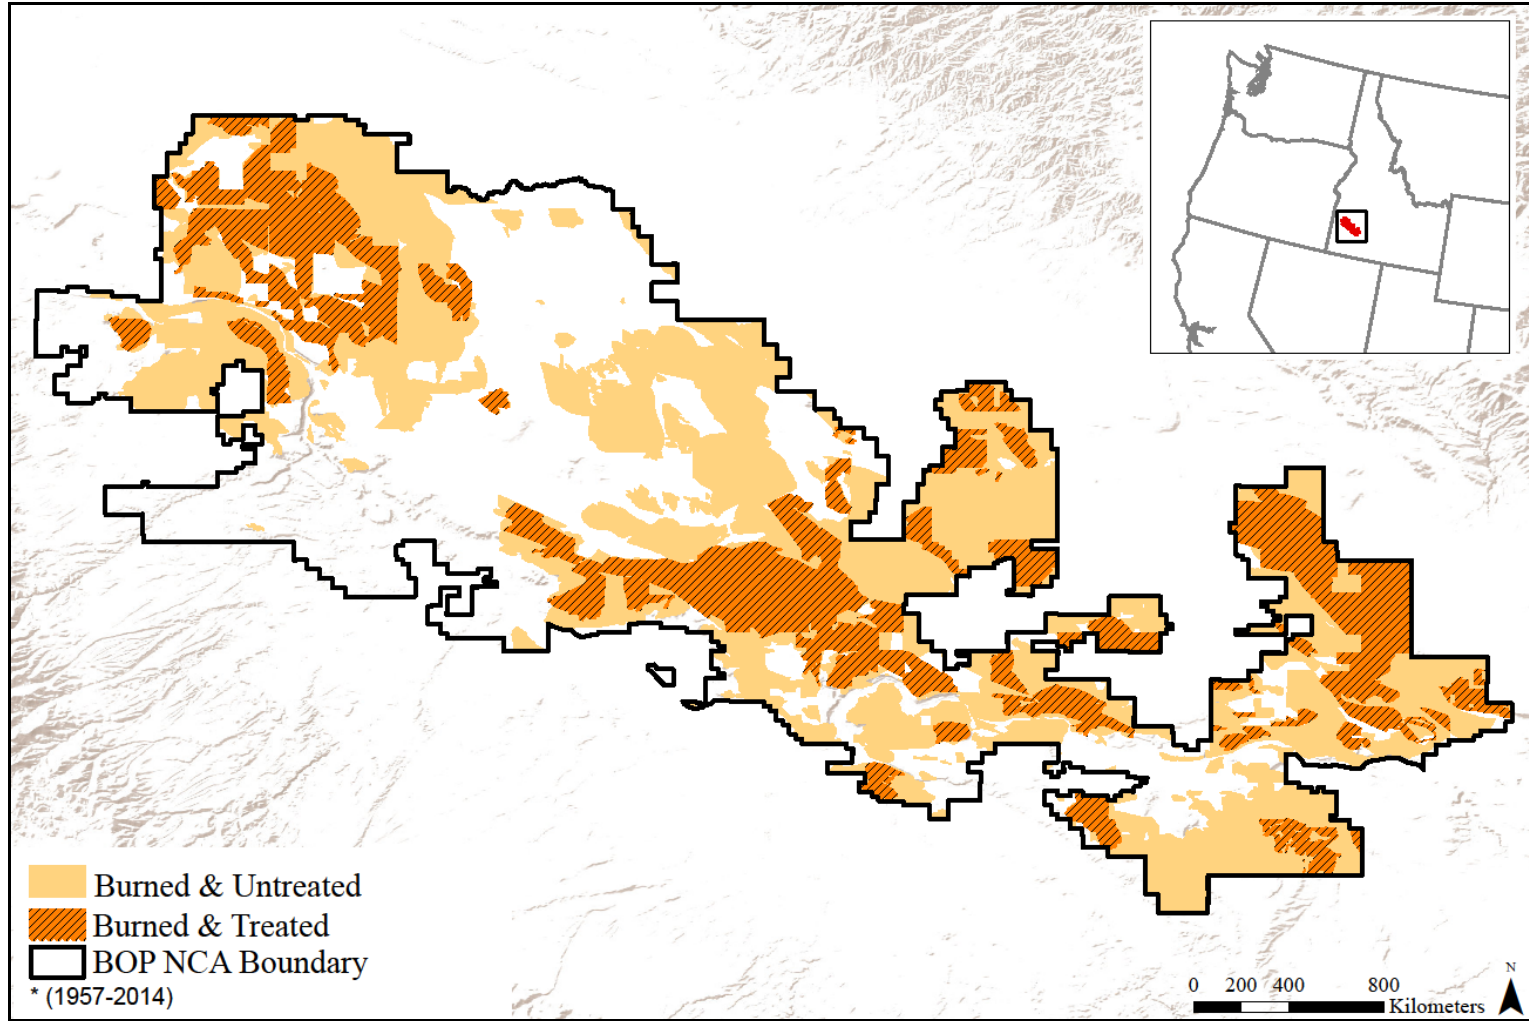 Burned & Untreated
Burned & Treated
BOP NCA Boundary
* (1957-2014)
N
0 200 400 800
Kilometers